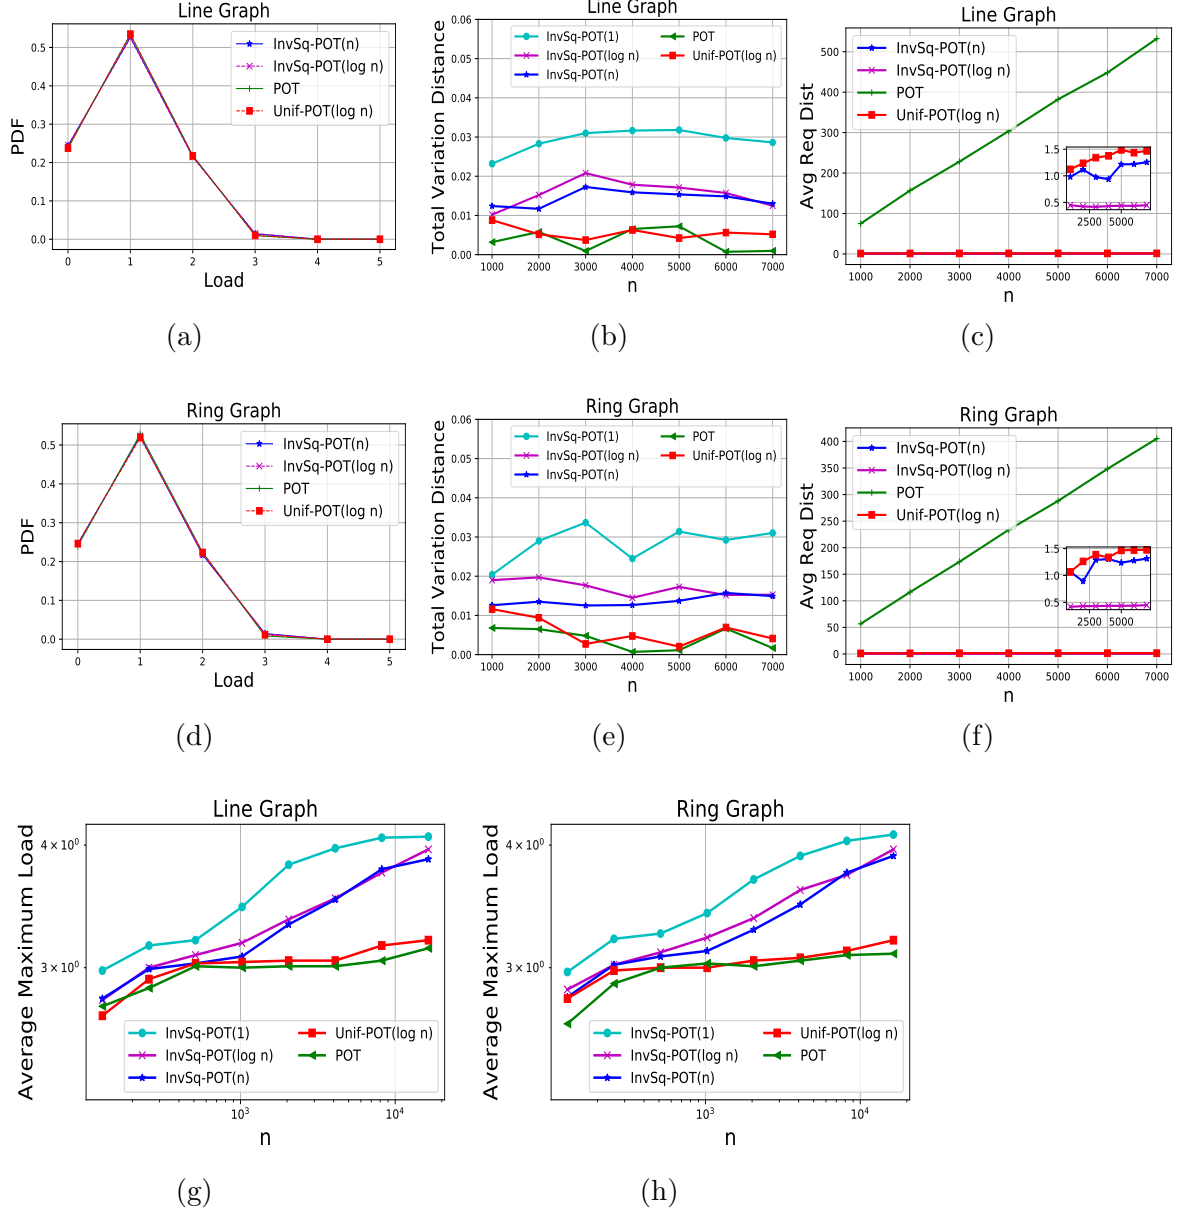 Line Graph
PDF
0.5
0.4
0.3
0.2
0.1
0.0
InvSq-POT(n)
InvSq-POT(log n)
POT
Unif-POT(log n)
0 1 2 3 4 5
Load
(a)
Line Graph
Total Variation Distance
0.06
0.05
0.04
0.03
0.02
0.01
0.00
InvSq-POT(1)
InvSq-POT(log n)
InvSq-POT(n)
POT
Unif-POT(log n)
1000 2000 3000 4000 5000 6000 7000
n
(b)
Line Graph
Avg Req Dist
500
400
300
200
100
0
InvSq-POT(n)
InvSq-POT(log n)
POT
Unif-POT(log n)
1.5
1.0
0.5
2500 5000
1000 2000 3000 4000 5000 6000 7000
n
(c)
Ring Graph
PDF
0.5
0.4
0.3
0.2
0.1
0.0
InvSq-POT(n)
InvSq-POT(log n)
POT
Unif-POT(log n)
0 1 2 3 4 5
Load
(d)
Ring Graph
Total Variation Distance
0.06
0.05
0.04
0.03
0.02
0.01
0.00
InvSq-POT(1)
InvSq-POT(log n)
InvSq-POT(n)
POT
Unif-POT(log n)
1000 2000 3000 4000 5000 6000 7000
n
(e)
Ring Graph
Avg Req Dist
400
350
300
250
200
150
100
50
0
InvSq-POT(n)
InvSq-POT(log n)
POT
Unif-POT(log n)
1.5
1.0
0.5
2500 5000
1000 2000 3000 4000 5000 6000 7000
n
(f)
Line Graph
Average Maximum Load
4 × 10⁰
3 × 10⁰
InvSq-POT(1)
InvSq-POT(log n)
InvSq-POT(n)
Unif-POT(log n)
POT
10³ 10⁴
n
(g)
Ring Graph
Average Maximum Load
4 × 10⁰
3 × 10⁰
InvSq-POT(1)
InvSq-POT(log n)
InvSq-POT(n)
Unif-POT(log n)
POT
10³ 10⁴
n
(h)